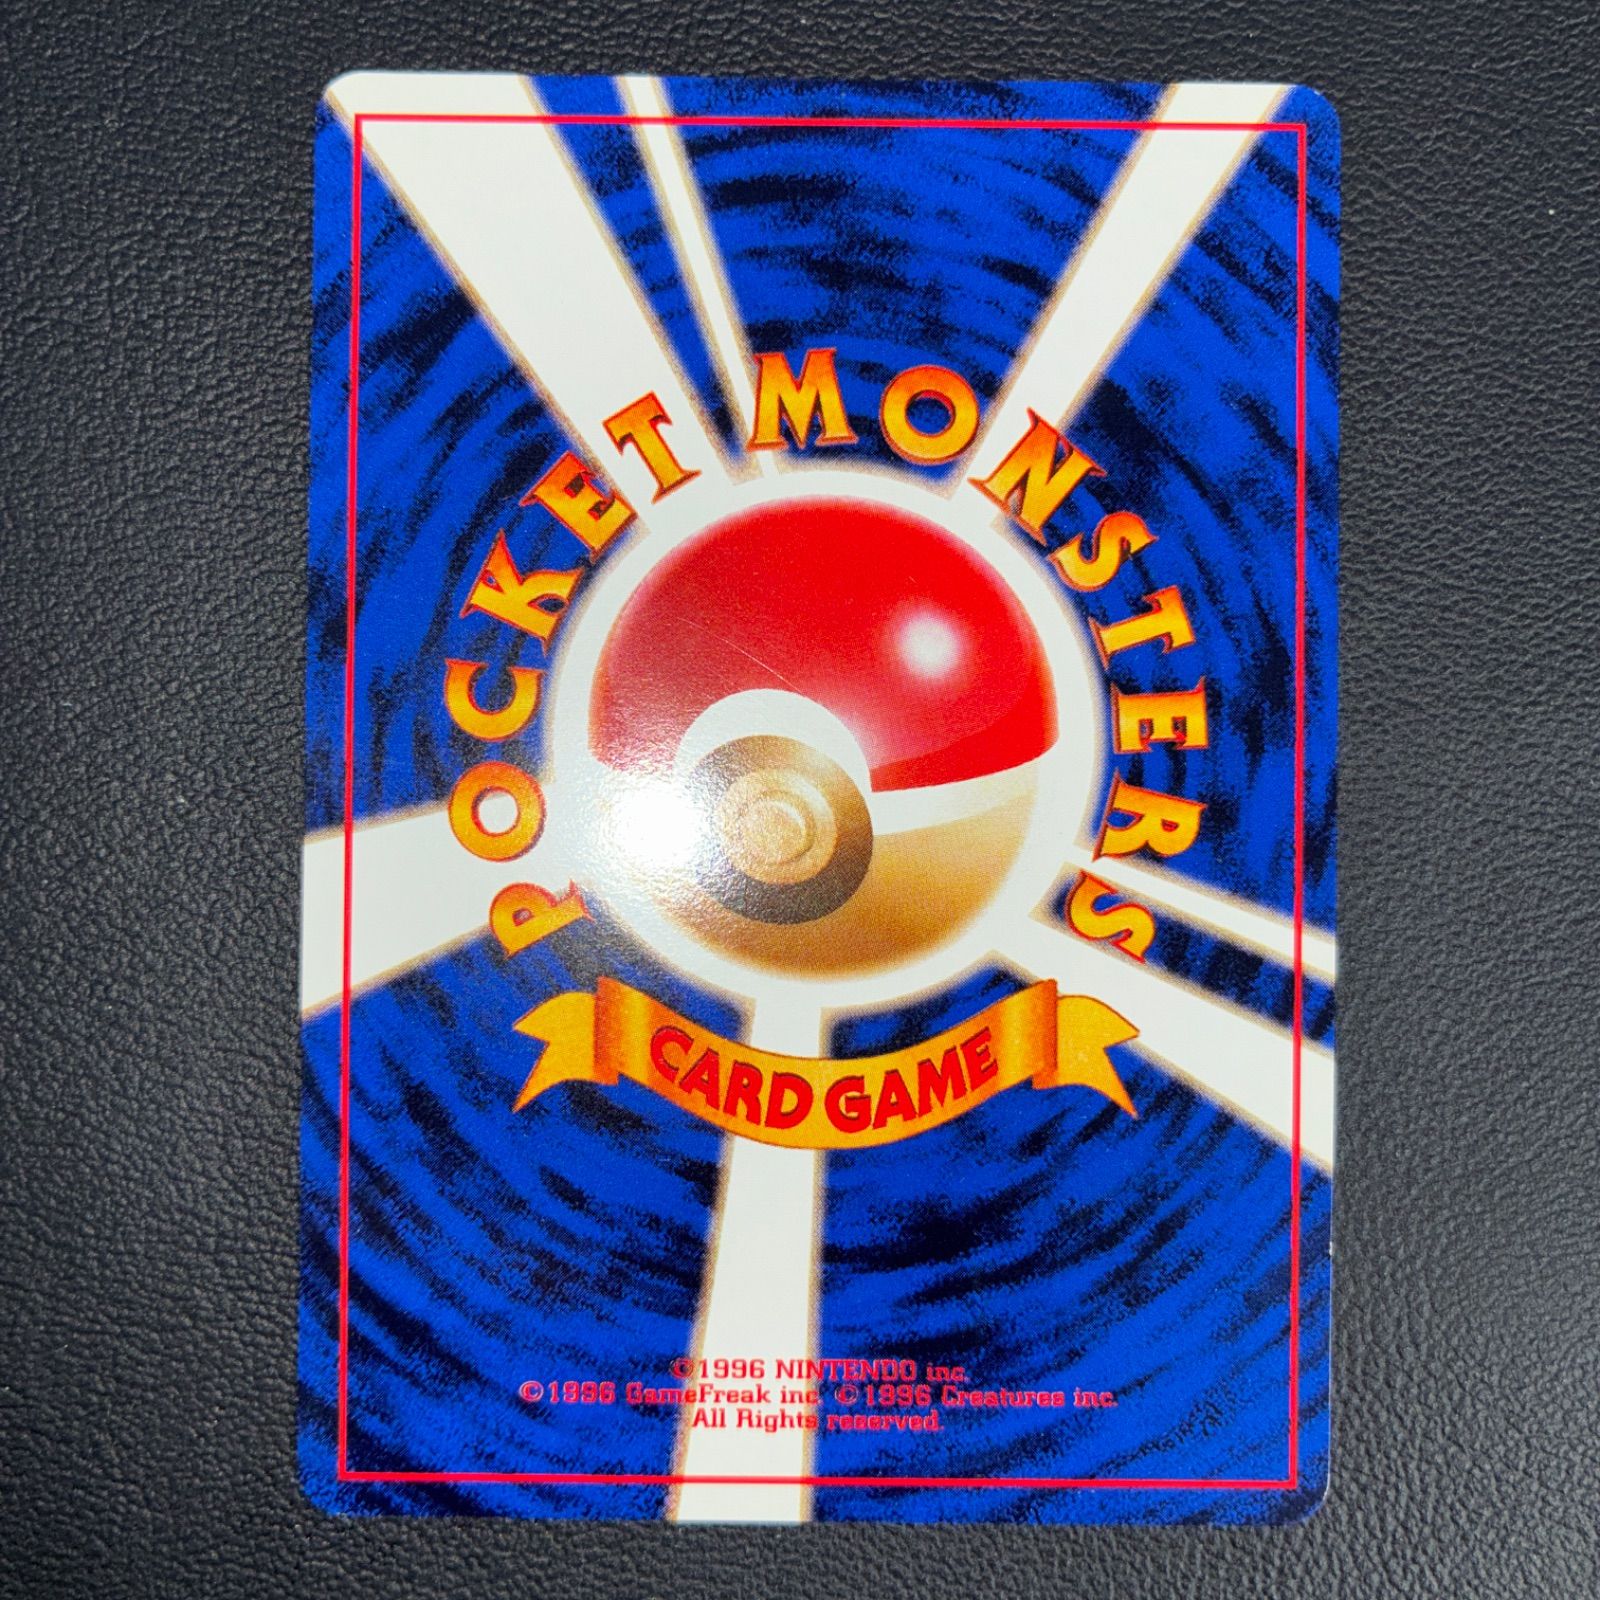 POCKET MONSTERS
CARD GAME
©1996 NINTENDO inc.
©1996 GameFreak inc. ©1996 Creatures inc.
All Rights reserved.